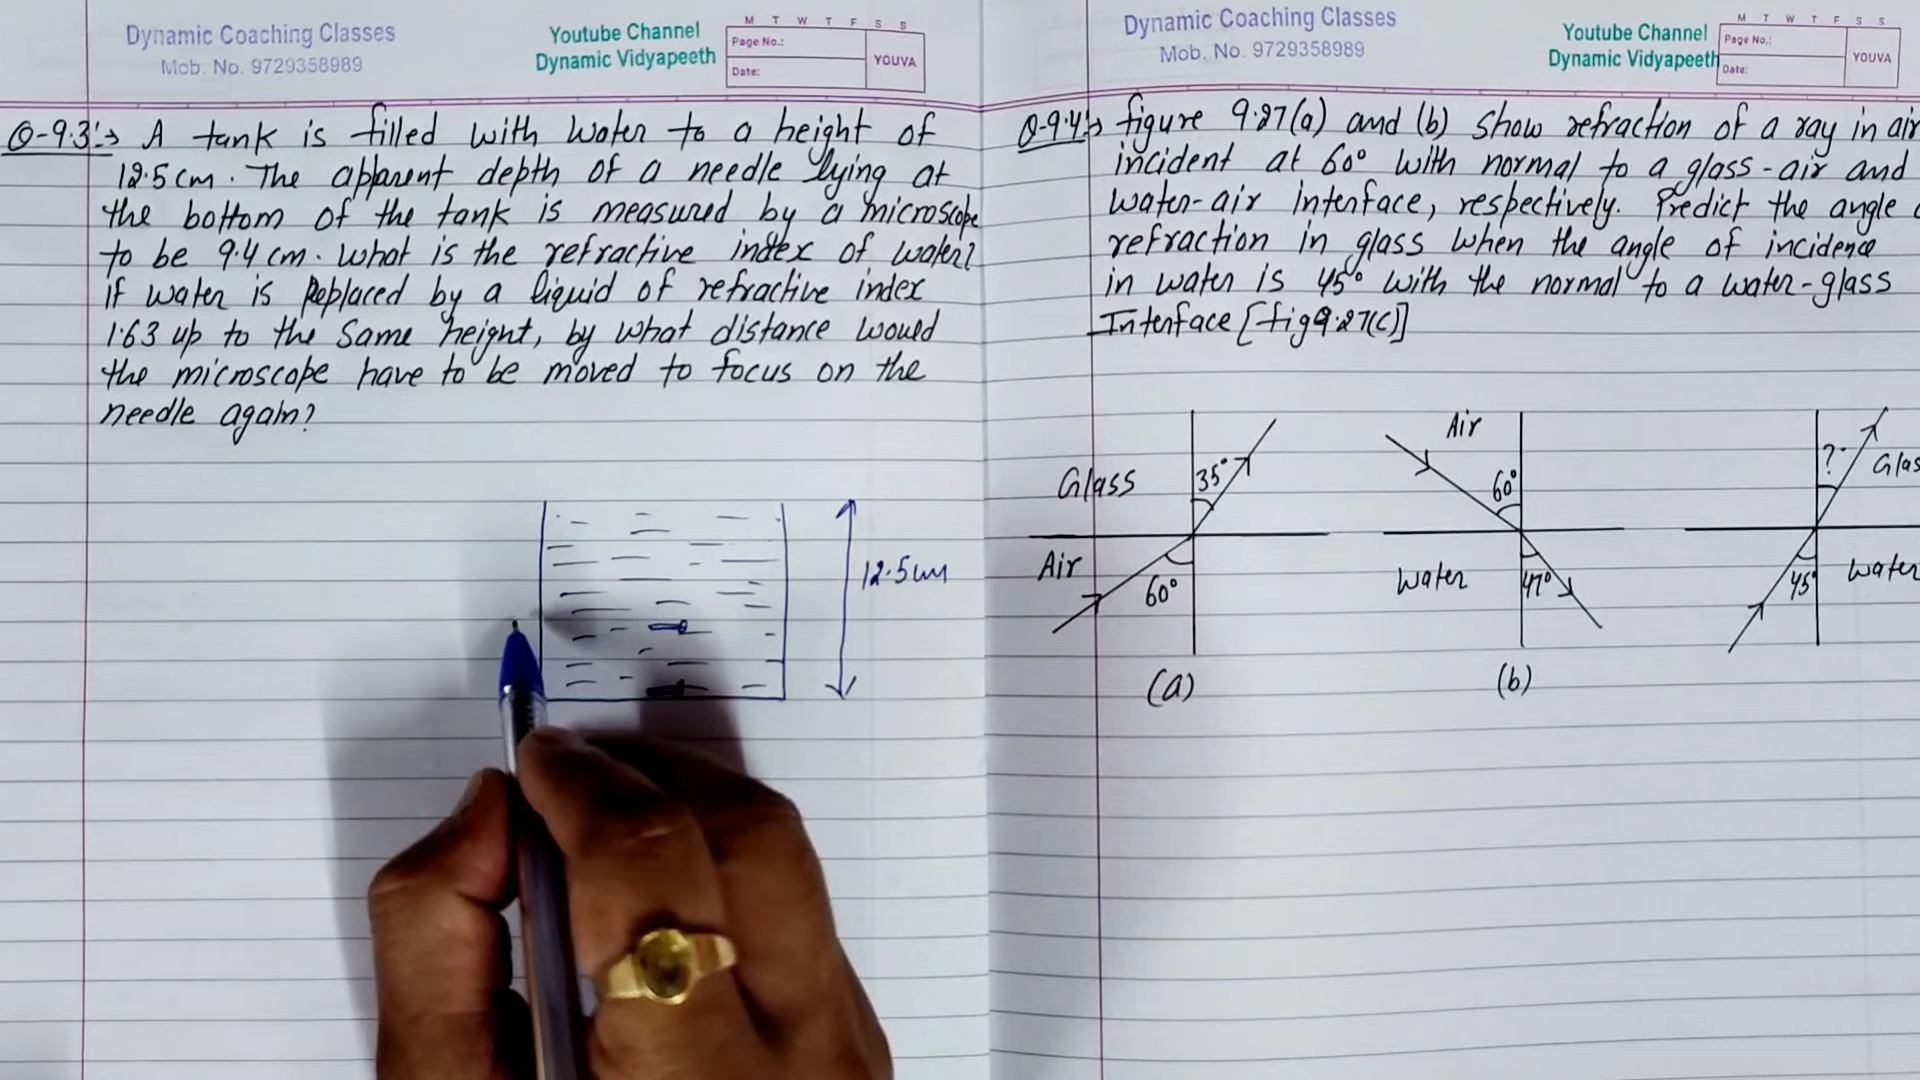 Dynamic Coaching Classes
Mob. No. 9729358989
Youtube Channel
Dynamic Vidyapeeth
M T W T F S S
Page No.:
Date:
YOUVA
Q-9.3:→ A tank is filled with water to a height of
12.5 cm. The apparent depth of a needle lying at
the bottom of the tank is measured by a microscope
to be 9.4 cm. What is the refractive index of water?
if water is Replaced by a liquid of refractive index
1.63 up to the same height, by what distance would
the microscope have to be moved to focus on the
needle again?
12.5cm
Dynamic Coaching Classes
Mob. No. 9729358989
Youtube Channel
Dynamic Vidyapeeth
M T W T F S S
Page No.:
Date:
YOUVA
Q-9.4:→ figure 9.27(a) and (b) show refraction of a ray in air
incident at 60° with normal to a glass-air and
water-air interface, respectively. Predict the angle
refraction in glass when the angle of incidence
in water is 45° with the normal to a water-glass
Interface [fig 9.27(c)]
Glass
35°
Air
60°
(a)
Air
60°
Water
47°
(b)
?
Glas
45°
Water